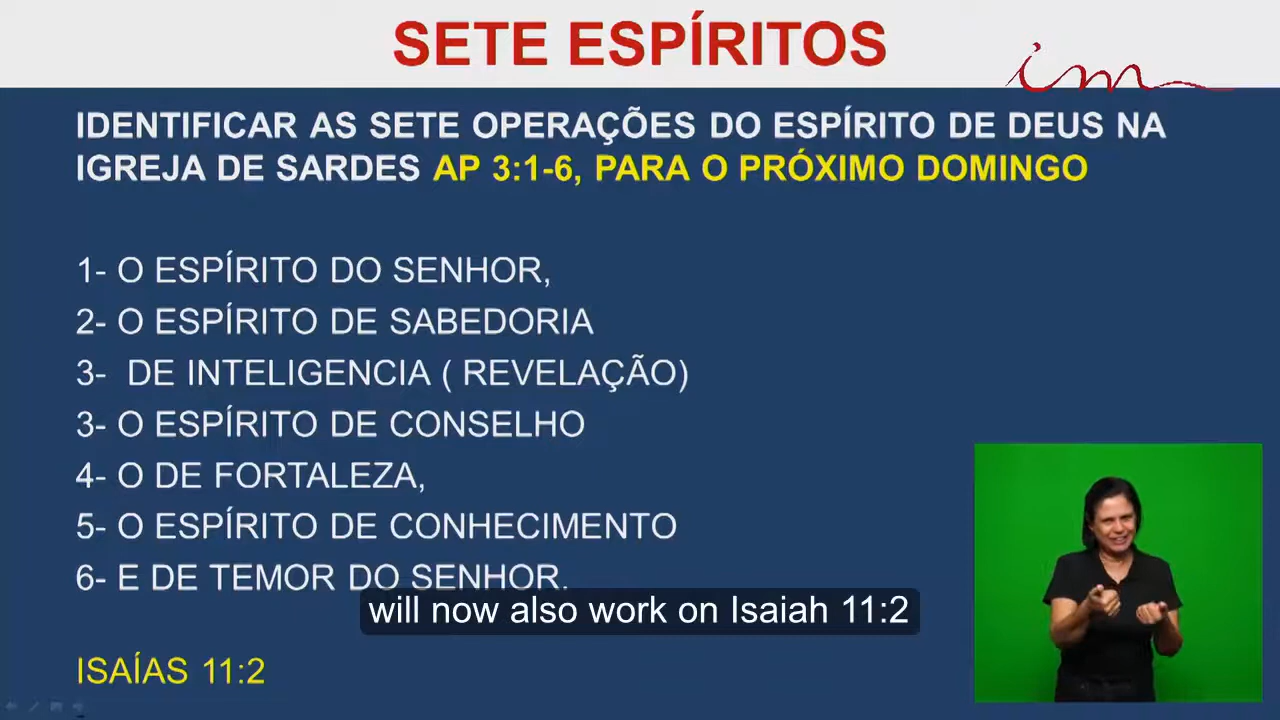 SETE ESPÍRITOS
im
IDENTIFICAR AS SETE OPERAÇÕES DO ESPÍRITO DE DEUS NA
IGREJA DE SARDES AP 3:1-6, PARA O PRÓXIMO DOMINGO
1- O ESPÍRITO DO SENHOR,
2- O ESPÍRITO DE SABEDORIA
3- DE INTELIGENCIA ( REVELAÇÃO)
3- O ESPÍRITO DE CONSELHO
4- O DE FORTALEZA,
5- O ESPÍRITO DE CONHECIMENTO
6- E DE TEMOR DO SENHOR.
will now also work on Isaiah 11:2
ISAÍAS 11:2